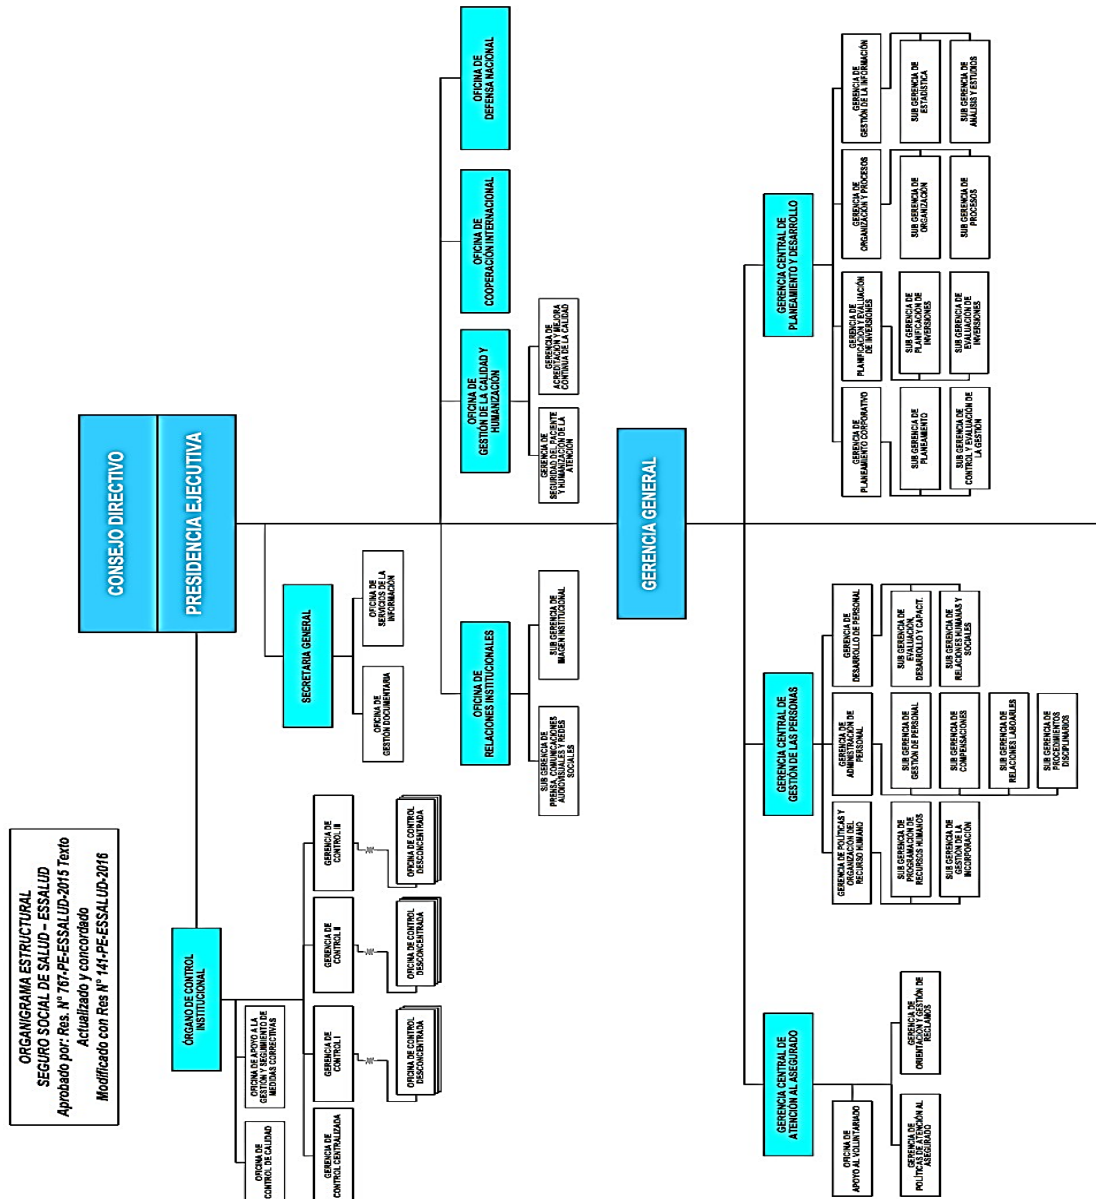 ORGANIGRAMA ESTRUCTURAL
SEGURO SOCIAL DE SALUD – ESSALUD
Aprobado por: Res. N° 767-PE-ESSALUD-2015 Texto
Actualizado y concordado
Modificado con Res N° 141-PE-ESSALUD-2016
CONSEJO DIRECTIVO
PRESIDENCIA EJECUTIVA
ÓRGANO DE CONTROL
INSTITUCIONAL
OFICINA DE
CONTROL DE CALIDAD
OFICINA DE APOYO A LA
GESTIÓN Y SEGUIMIENTO DE
MEDIDAS CORRECTIVAS
GERENCIA DE
CONTROL CENTRALIZADA
GERENCIA DE
CONTROL I
GERENCIA DE
CONTROL II
GERENCIA DE
CONTROL III
OFICINA DE CONTROL
DESCONCENTRADA
OFICINA DE CONTROL
DESCONCENTRADA
OFICINA DE CONTROL
DESCONCENTRADA
SECRETARIA GENERAL
OFICINA DE
GESTIÓN DOCUMENTARIA
OFICINA DE
SERVICIOS DE LA
INFORMACIÓN
OFICINA DE
RELACIONES INSTITUCIONALES
SUB GERENCIA DE
PRENSA, COMUNICACIONES
AUDIOVISUALES Y REDES
SOCIALES
SUB GERENCIA DE
IMAGEN INSTITUCIONAL
OFICINA DE
GESTIÓN DE LA CALIDAD Y
HUMANIZACIÓN
GERENCIA DE
SEGURIDAD DEL PACIENTE
Y HUMANIZACIÓN DE LA
ATENCIÓN
GERENCIA DE
ACREDITACIÓN Y MEJORA
CONTINUA DE LA CALIDAD
OFICINA DE
COOPERACIÓN INTERNACIONAL
OFICINA DE
DEFENSA NACIONAL
GERENCIA GENERAL
GERENCIA CENTRAL DE
ATENCIÓN AL ASEGURADO
OFICINA DE
APOYO AL VOLUNTARIADO
GERENCIA DE
POLÍTICAS DE ATENCIÓN AL
ASEGURADO
GERENCIA DE
ORIENTACIÓN Y GESTIÓN DE
RECLAMOS
GERENCIA CENTRAL DE
GESTIÓN DE LAS PERSONAS
GERENCIA DE POLÍTICAS Y
ORGANIZACIÓN DEL
RECURSO HUMANO
SUB GERENCIA DE
PROGRAMACIÓN DE
RECURSOS HUMANOS
SUB GERENCIA DE
GESTIÓN DE LA
INCORPORACIÓN
GERENCIA DE
ADMINISTRACIÓN DE
PERSONAL
SUB GERENCIA DE
GESTIÓN DE PERSONAL
SUB GERENCIA DE
COMPENSACIONES
SUB GERENCIA DE
RELACIONES LABORALES
SUB GERENCIA DE
PROCEDIMIENTOS
DISCIPLINARIOS
GERENCIA DE
DESARROLLO DE PERSONAL
SUB GERENCIA DE
EVALUACIÓN,
DESARROLLO Y CAPACIT.
SUB GERENCIA DE
RELACIONES HUMANAS Y
SOCIALES
GERENCIA CENTRAL DE
PLANEAMIENTO Y DESARROLLO
GERENCIA DE
PLANEAMIENTO CORPORATIVO
SUB GERENCIA DE
PLANEAMIENTO
SUB GERENCIA DE
CONTROL Y EVALUACIÓN DE
LA GESTIÓN
GERENCIA DE
PLANIFICACIÓN Y EVALUACIÓN
DE INVERSIONES
SUB GERENCIA DE
PLANIFICACIÓN DE
INVERSIONES
SUB GERENCIA DE
EVALUACIÓN DE
INVERSIONES
GERENCIA DE
ORGANIZACIÓN Y PROCESOS
SUB GERENCIA DE
ORGANIZACIÓN
SUB GERENCIA DE
PROCESOS
GERENCIA DE
GESTIÓN DE LA INFORMACIÓN
SUB GERENCIA DE
ESTADÍSTICA
SUB GERENCIA DE
ANÁLISIS Y ESTUDIOS